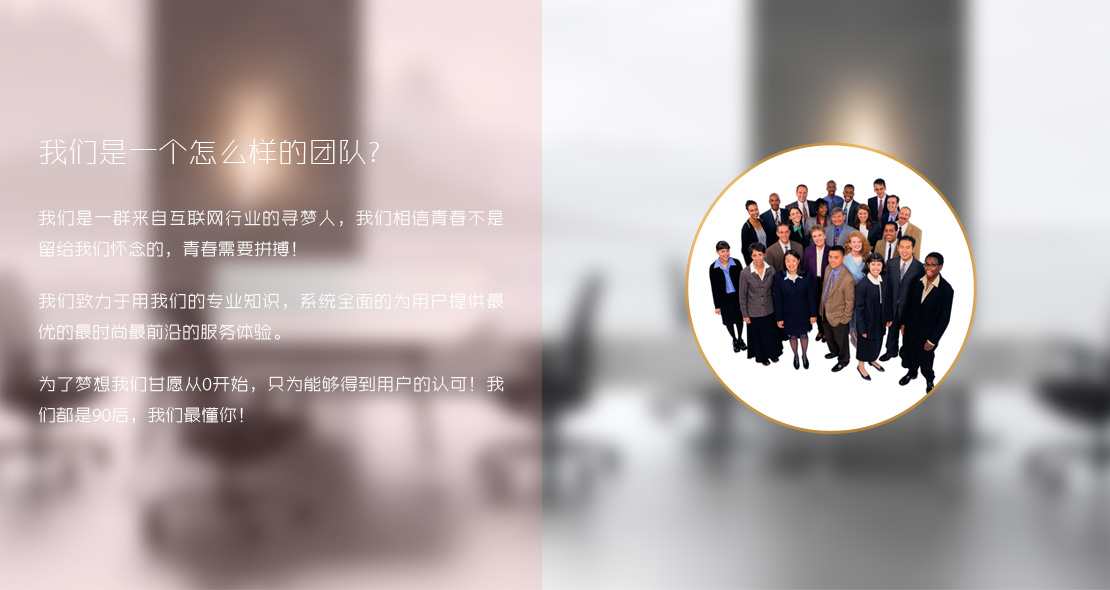 我们是一个怎么样的团队?
我们是一群来自互联网行业的寻梦人，我们相信青春不是
留给我们怀念的，青春需要拼搏！
我们致力于用我们的专业知识，系统全面的为用户提供最
优的最时尚最前沿的服务体验。
为了梦想我们甘愿从0开始，只为能够得到用户的认可！我
们都是90后，我们最懂你！